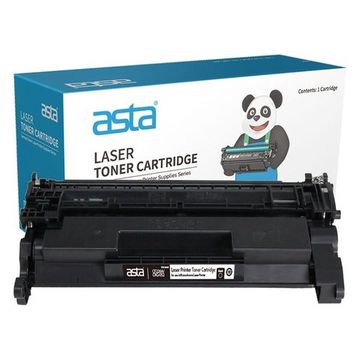 Contents: 1 Cartridge
asta
LASER
TONER CARTRIDGE
Printer Supplies Series
asta
Laser Printer Toner Cartridge